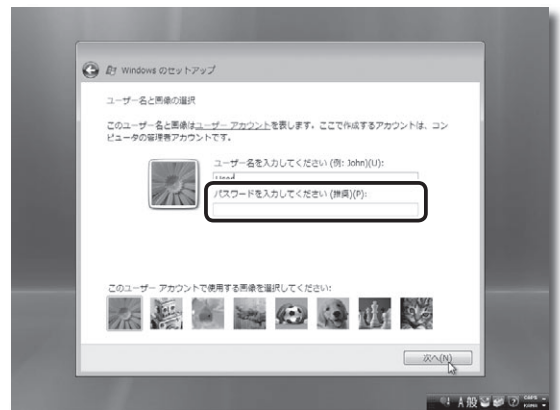 Windows のセットアップ
ユーザー名と画像の選択
このユーザー名と画像はユーザー アカウントを表します。ここで作成するアカウントは、コン
ピュータの管理者アカウントです。
ユーザー名を入力してください (例: John)(U):
パスワードを入力してください (推奨)(P):
このユーザー アカウントで使用する画像を選択してください:
次へ(N)
A 般
CAPS
KANA